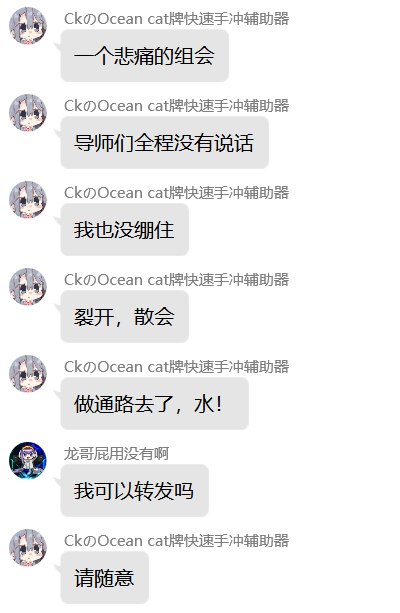 CkのOcean cat牌快速手冲辅助器
一个悲痛的组会
CkのOcean cat牌快速手冲辅助器
导师们全程没有说话
CkのOcean cat牌快速手冲辅助器
我也没绷住
CkのOcean cat牌快速手冲辅助器
裂开，散会
CkのOcean cat牌快速手冲辅助器
做通路去了，水！
龙哥屁用没有啊
我可以转发吗
CkのOcean cat牌快速手冲辅助器
请随意